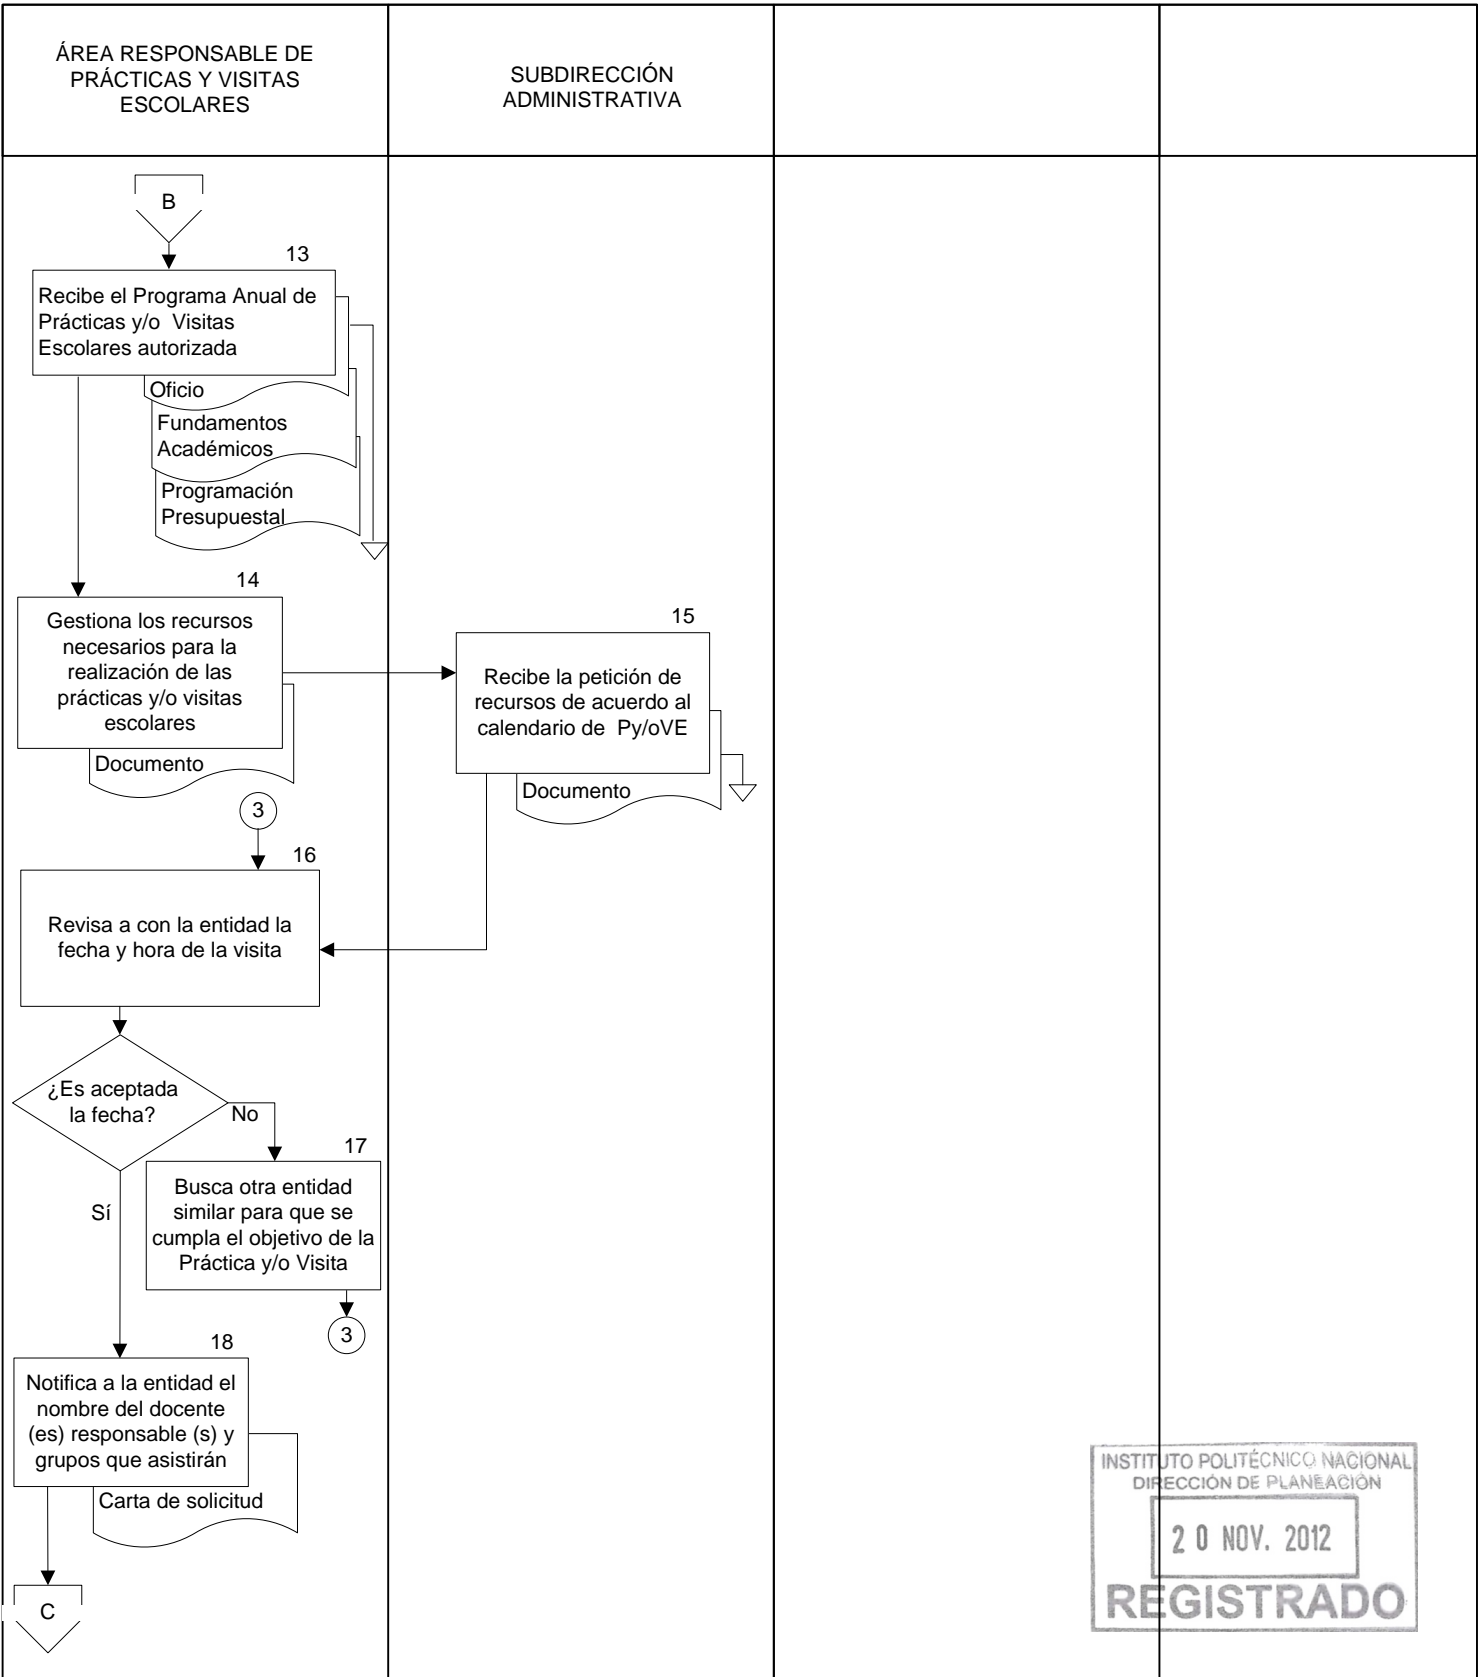 ÁREA RESPONSABLE DE
PRÁCTICAS Y VISITAS
ESCOLARES
SUBDIRECCIÓN
ADMINISTRATIVA
B
13
Recibe el Programa Anual de
Prácticas y/o Visitas
Escolares autorizada
Oficio
Fundamentos
Académicos
Programación
Presupuestal
14
Gestiona los recursos
necesarios para la
realización de las
prácticas y/o visitas
escolares
Documento
15
Recibe la petición de
recursos de acuerdo al
calendario de Py/oVE
Documento
3
16
Revisa a con la entidad la
fecha y hora de la visita
¿Es aceptada
la fecha?
No
Sí
17
Busca otra entidad
similar para que se
cumpla el objetivo de la
Práctica y/o Visita
3
18
Notifica a la entidad el
nombre del docente
(es) responsable (s) y
grupos que asistirán
Carta de solicitud
C
INSTITUTO POLITÉCNICO NACIONAL
DIRECCIÓN DE PLANEACIÓN
20 NOV. 2012
REGISTRADO